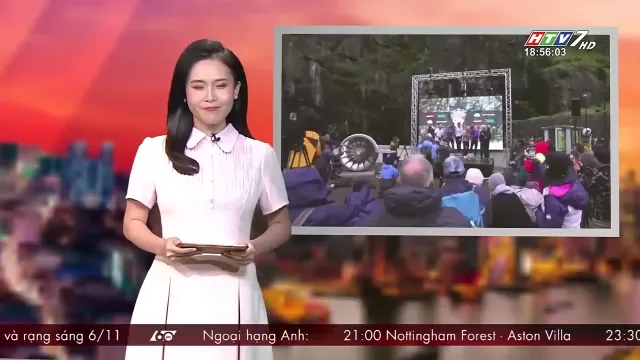 HTV7 HD
18:56:03
và rạng sáng 6/11 60 Ngoại hạng Anh: 21:00 Nottingham Forest - Aston Villa 23:30